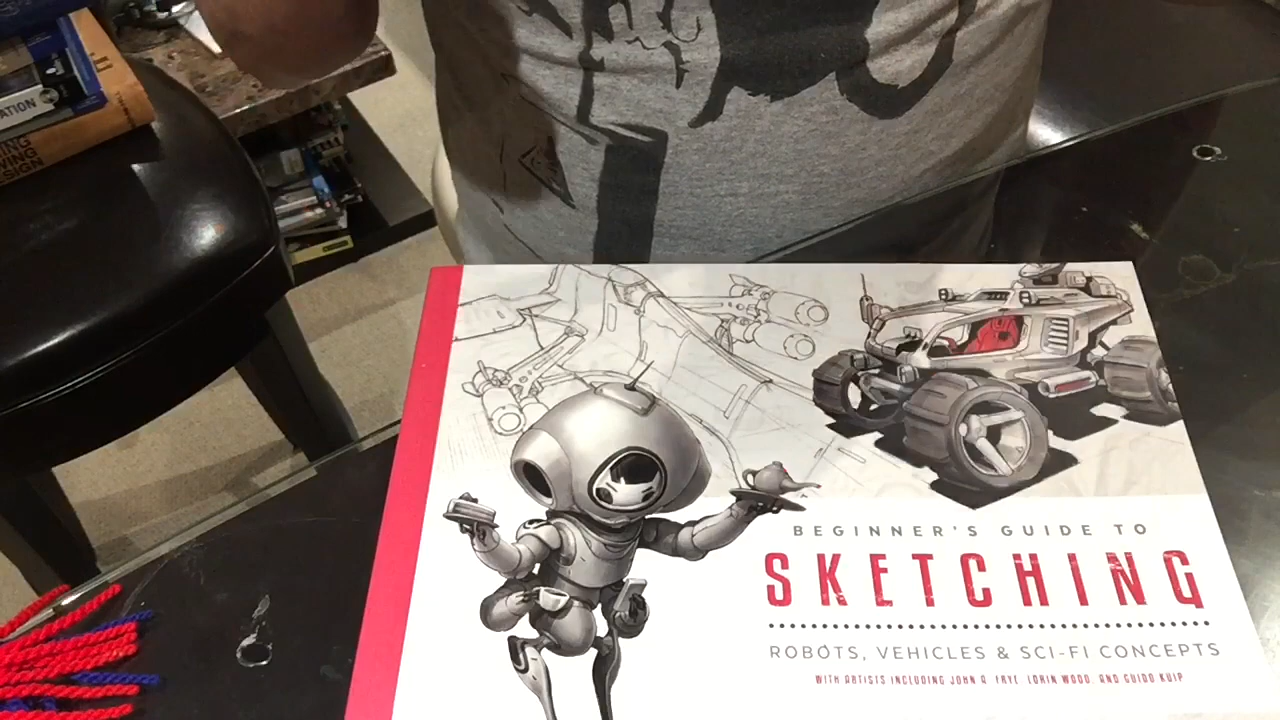 ATION
BEGINNER'S GUIDE TO
SKETCHING
ROBOTS, VEHICLES & SCI-FI CONCEPTS
WITH ARTISTS INCLUDING JOHN A. FRYE, LORIN WOOD, AND GUIDO KUIP